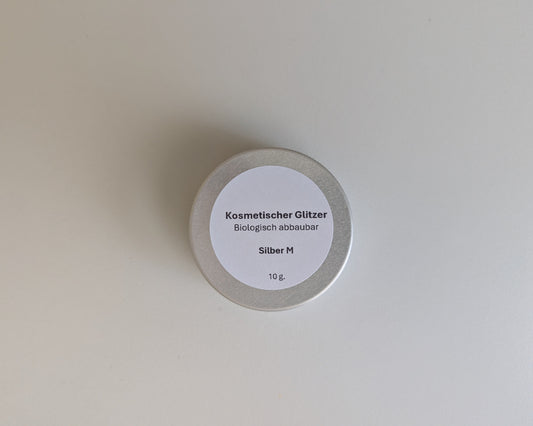 Kosmetischer Glitzer
Biologisch abbaubar
Silber M
10 g.